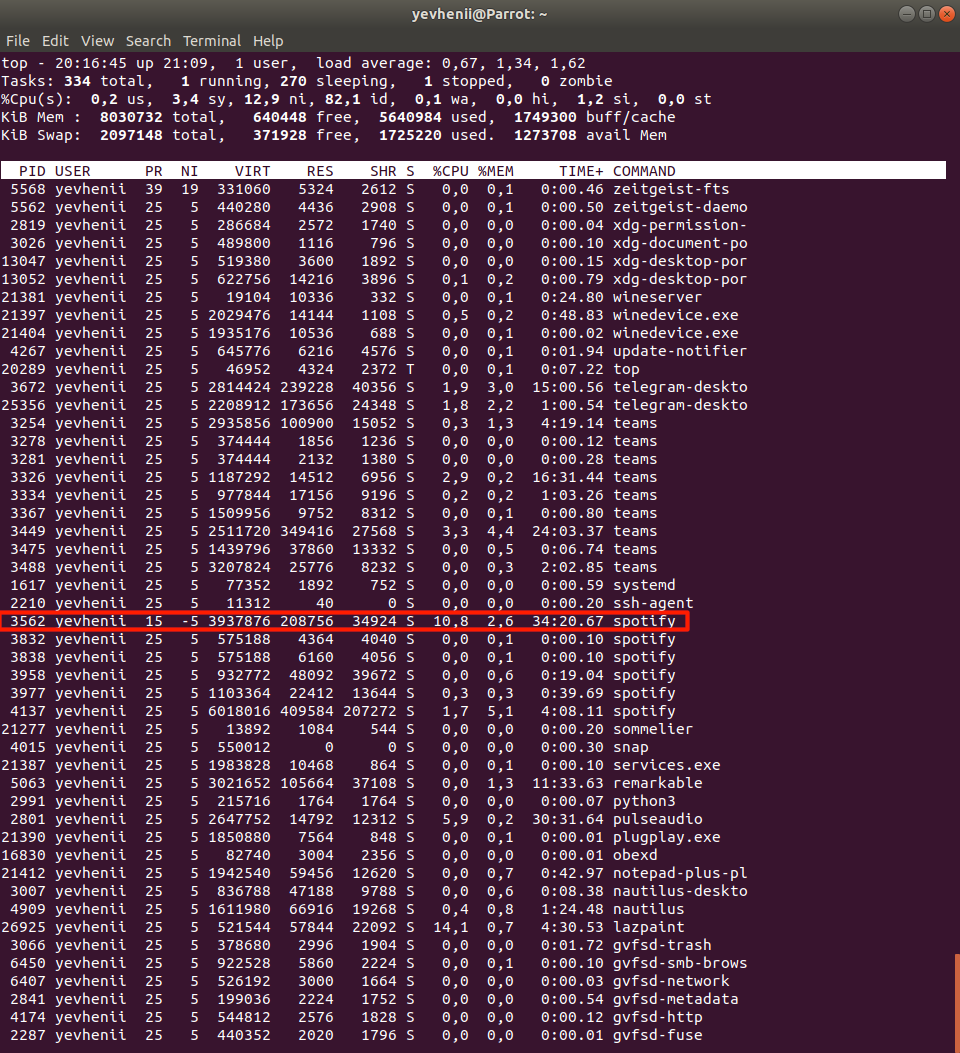 yevhenii@Parrot: ~
File Edit View Search Terminal Help
top - 20:16:45 up 21:09,  1 user,  load average: 0,67, 1,34, 1,62
Tasks: 334 total,   1 running, 270 sleeping,   1 stopped,   0 zombie
%Cpu(s):  0,2 us,  3,4 sy, 12,9 ni, 82,1 id,  0,1 wa,  0,0 hi,  1,2 si,  0,0 st
KiB Mem :  8030732 total,   640448 free,  5640984 used,  1749300 buff/cache
KiB Swap:  2097148 total,   371928 free,  1725220 used.  1273708 avail Mem
PID USER PR NI VIRT RES SHR S %CPU %MEM TIME+ COMMAND
5568 yevhenii 39 19 331060 5324 2612 S 0,0 0,1 0:00.46 zeitgeist-fts
5562 yevhenii 25 5 440280 4436 2908 S 0,0 0,1 0:00.50 zeitgeist-daemo
2819 yevhenii 25 5 286684 2572 1740 S 0,0 0,0 0:00.04 xdg-permission-
3026 yevhenii 25 5 489800 1116 796 S 0,0 0,0 0:00.10 xdg-document-po
13047 yevhenii 25 5 519380 3600 1892 S 0,0 0,0 0:00.15 xdg-desktop-por
13052 yevhenii 25 5 622756 14216 3896 S 0,1 0,2 0:00.79 xdg-desktop-por
21381 yevhenii 25 5 19104 10336 332 S 0,0 0,1 0:24.80 wineserver
21397 yevhenii 25 5 2029476 14144 1108 S 0,5 0,2 0:48.83 winedevice.exe
21404 yevhenii 25 5 1935176 10536 688 S 0,0 0,1 0:00.02 winedevice.exe
4267 yevhenii 25 5 645776 6216 4576 S 0,0 0,1 0:01.94 update-notifier
20289 yevhenii 25 5 46952 4324 2372 T 0,0 0,1 0:07.22 top
3672 yevhenii 25 5 2814424 239228 40356 S 1,9 3,0 15:00.56 telegram-deskto
25356 yevhenii 25 5 2208912 173656 24348 S 1,8 2,2 1:00.54 telegram-deskto
3254 yevhenii 25 5 2935856 100900 15052 S 0,3 1,3 4:19.14 teams
3278 yevhenii 25 5 374444 1856 1236 S 0,0 0,0 0:00.12 teams
3281 yevhenii 25 5 374444 2132 1380 S 0,0 0,0 0:00.28 teams
3326 yevhenii 25 5 1187292 14512 6956 S 2,9 0,2 16:31.44 teams
3334 yevhenii 25 5 977844 17156 9196 S 0,2 0,2 1:03.26 teams
3367 yevhenii 25 5 1509956 9752 8312 S 0,0 0,1 0:00.80 teams
3449 yevhenii 25 5 2511720 349416 27568 S 3,3 4,4 24:03.37 teams
3475 yevhenii 25 5 1439796 37860 13332 S 0,0 0,5 0:06.74 teams
3488 yevhenii 25 5 3207824 25776 8232 S 0,0 0,3 2:02.85 teams
1617 yevhenii 25 5 77352 1892 752 S 0,0 0,0 0:00.59 systemd
2210 yevhenii 25 5 11312 40 0 S 0,0 0,0 0:00.20 ssh-agent
3562 yevhenii 15 -5 3937876 208756 34924 S 10,8 2,6 34:20.67 spotify
3832 yevhenii 25 5 575188 4364 4040 S 0,0 0,1 0:00.10 spotify
3838 yevhenii 25 5 575188 6160 4056 S 0,0 0,1 0:00.10 spotify
3958 yevhenii 25 5 932772 48092 39672 S 0,0 0,6 0:19.04 spotify
3977 yevhenii 25 5 1103364 22412 13644 S 0,3 0,3 0:39.69 spotify
4137 yevhenii 25 5 6018016 409584 207272 S 1,7 5,1 4:08.11 spotify
21277 yevhenii 25 5 13892 1084 544 S 0,0 0,0 0:00.20 sommelier
4015 yevhenii 25 5 550012 0 0 S 0,0 0,0 0:00.30 snap
21387 yevhenii 25 5 1983828 10468 864 S 0,0 0,1 0:00.10 services.exe
5063 yevhenii 25 5 3021652 105664 37108 S 0,0 1,3 11:33.63 remarkable
2991 yevhenii 25 5 215716 1764 1764 S 0,0 0,0 0:00.07 python3
2801 yevhenii 25 5 2647752 14792 12312 S 5,9 0,2 30:31.64 pulseaudio
21390 yevhenii 25 5 1850880 7564 848 S 0,0 0,1 0:00.01 plugplay.exe
16830 yevhenii 25 5 82740 3004 2356 S 0,0 0,0 0:00.01 obexd
21412 yevhenii 25 5 1942540 59456 12620 S 0,0 0,7 0:42.97 notepad-plus-pl
3007 yevhenii 25 5 836788 47188 9788 S 0,0 0,6 0:08.38 nautilus-deskto
4909 yevhenii 25 5 1611980 66916 19268 S 0,4 0,8 1:24.48 nautilus
26925 yevhenii 25 5 521544 57844 22092 S 14,1 0,7 4:30.53 lazpaint
3066 yevhenii 25 5 378680 2996 1904 S 0,0 0,0 0:01.72 gvfsd-trash
6450 yevhenii 25 5 922528 5860 2224 S 0,0 0,1 0:00.10 gvfsd-smb-brows
6407 yevhenii 25 5 526192 3000 1664 S 0,0 0,0 0:00.03 gvfsd-network
2841 yevhenii 25 5 199036 2224 1752 S 0,0 0,0 0:00.54 gvfsd-metadata
4174 yevhenii 25 5 544812 2576 1828 S 0,0 0,0 0:00.12 gvfsd-http
2287 yevhenii 25 5 440352 2020 1796 S 0,0 0,0 0:00.01 gvfsd-fuse